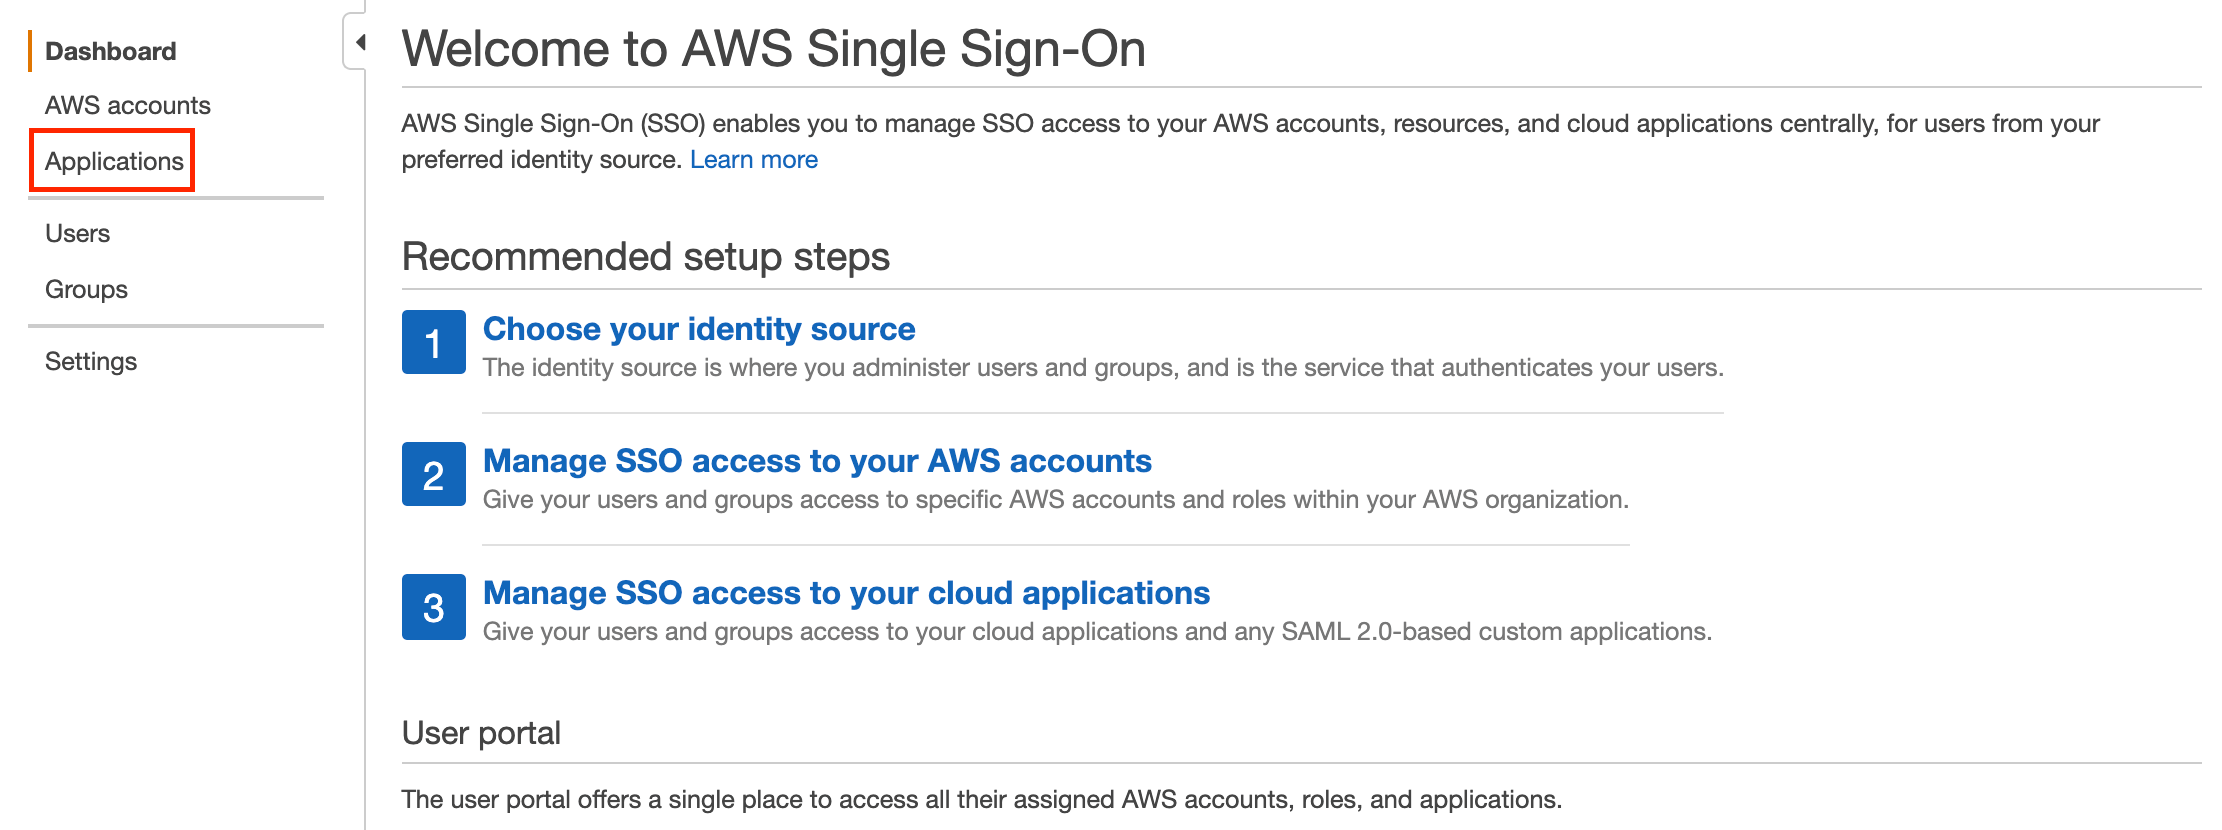 Dashboard
AWS accounts
Applications
Users
Groups
Settings
Welcome to AWS Single Sign-On
AWS Single Sign-On (SSO) enables you to manage SSO access to your AWS accounts, resources, and cloud applications centrally, for users from your
preferred identity source. Learn more
Recommended setup steps
1 Choose your identity source
The identity source is where you administer users and groups, and is the service that authenticates your users.
2 Manage SSO access to your AWS accounts
Give your users and groups access to specific AWS accounts and roles within your AWS organization.
3 Manage SSO access to your cloud applications
Give your users and groups access to your cloud applications and any SAML 2.0-based custom applications.
User portal
The user portal offers a single place to access all their assigned AWS accounts, roles, and applications.